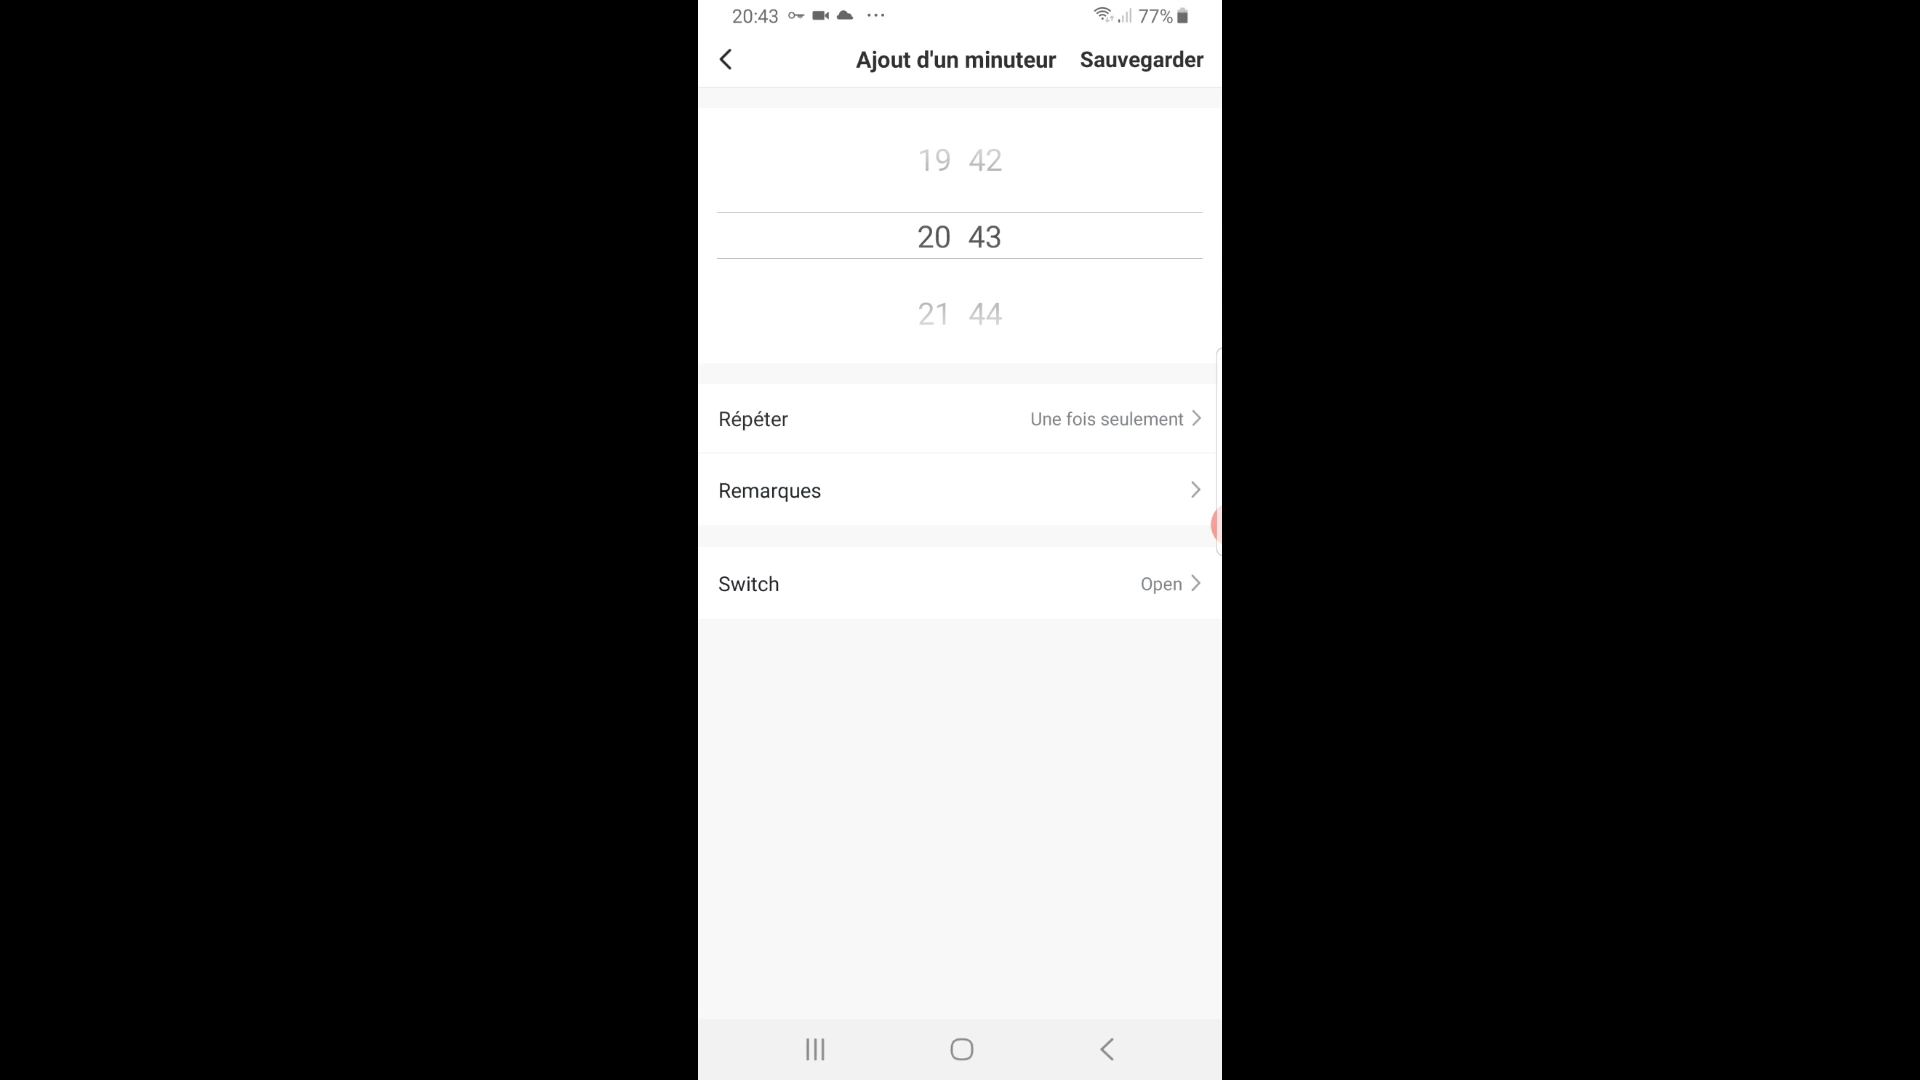 20:43 77%
Ajout d'un minuteur Sauvegarder
19 42
20 43
21 44
Répéter Une fois seulement
Remarques
Switch Open